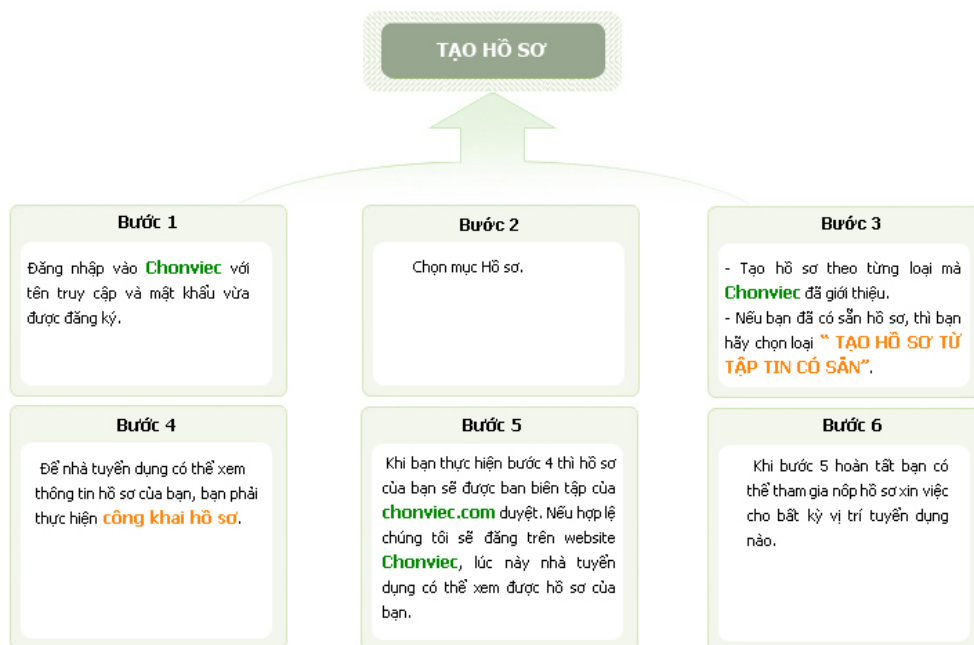 TẠO HỒ SƠ
Bước 1
Đăng nhập vào Chonviec với
tên truy cập và mật khẩu vừa
được đăng ký.
Bước 2
Chọn mục Hồ sơ.
Bước 3
- Tạo hồ sơ theo từng loại mà
Chonviec đã giới thiệu.
- Nếu bạn đã có sẵn hồ sơ, thì bạn
hãy chọn loại “ TẠO HỒ SƠ TỪ
TẬP TIN CÓ SẴN”.
Bước 4
Để nhà tuyển dụng có thể xem
thông tin hồ sơ của bạn, bạn phải
thực hiện công khai hồ sơ.
Bước 5
Khi bạn thực hiện bước 4 thì hồ sơ
của bạn sẽ được ban biên tập của
chonviec.com duyệt. Nếu hợp lệ
chúng tôi sẽ đăng trên website
Chonviec, lúc này nhà tuyển
dụng có thể xem được hồ sơ của
bạn.
Bước 6
Khi bước 5 hoàn tất bạn có
thể tham gia nộp hồ sơ xin việc
cho bất kỳ vị trí tuyển dụng
nào.